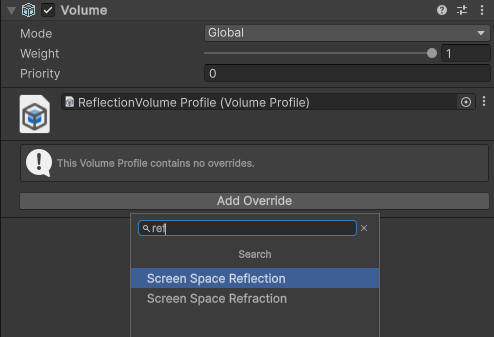 Volume
Mode Global
Weight 1
Priority 0
ReflectionVolume Profile (Volume Profile)
This Volume Profile contains no overrides.
Add Override
ref
Search
Screen Space Reflection
Screen Space Refraction